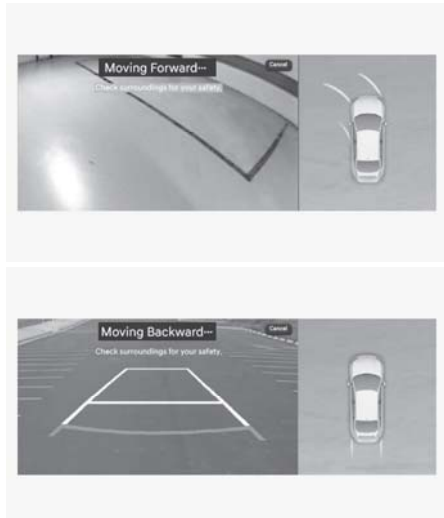 Moving Forward···
Cancel
Check surroundings for your safety.
Moving Backward···
Cancel
Check surroundings for your safety.